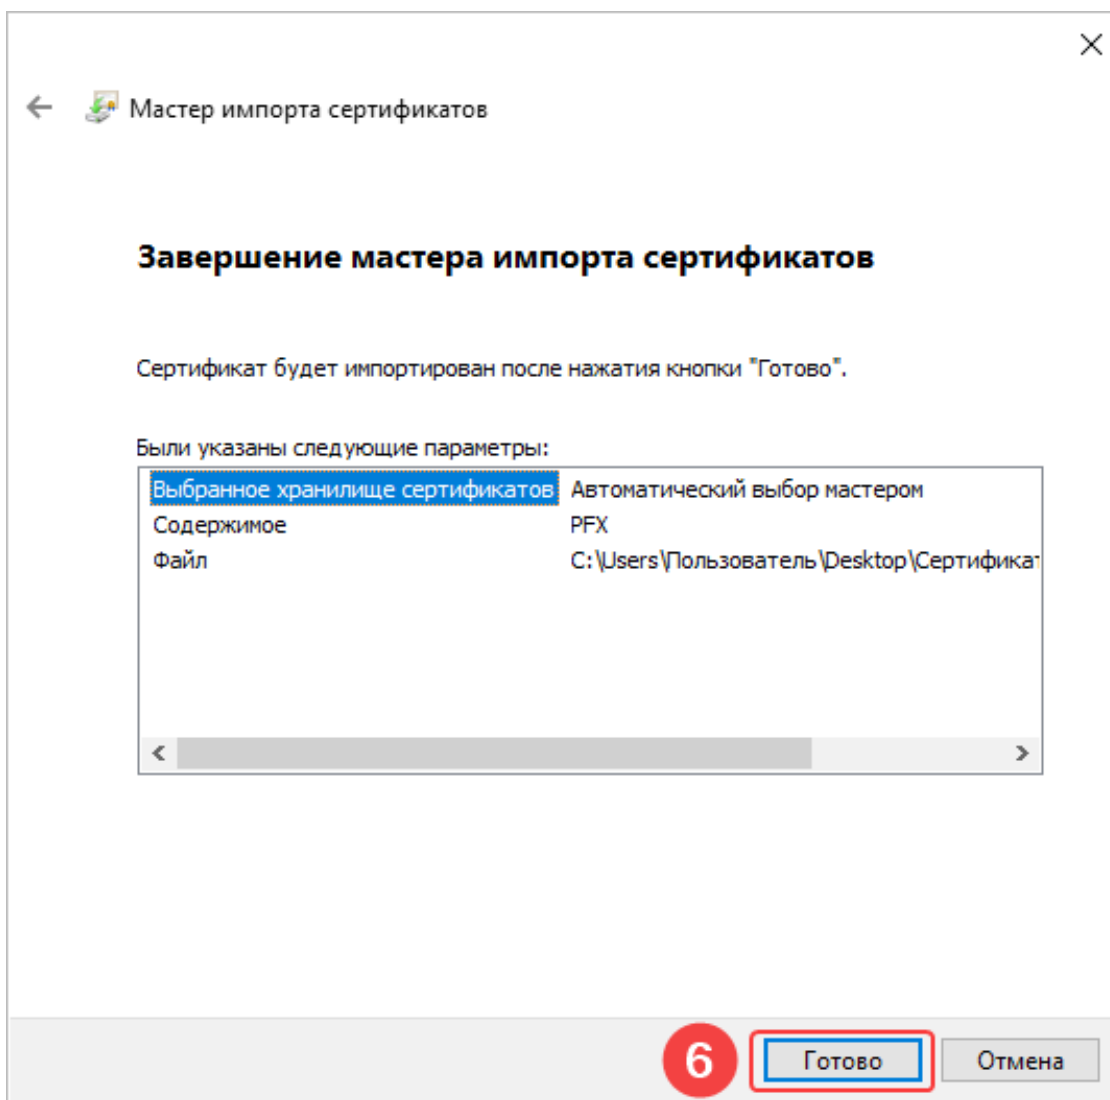 Мастер импорта сертификатов
Завершение мастера импорта сертификатов
Сертификат будет импортирован после нажатия кнопки "Готово".
Были указаны следующие параметры:
Выбранное хранилище сертификатов Автоматический выбор мастером
Содержимое PFX
Файл C:\Users\Пользователь\Desktop\Сертификат
6 Готово Отмена